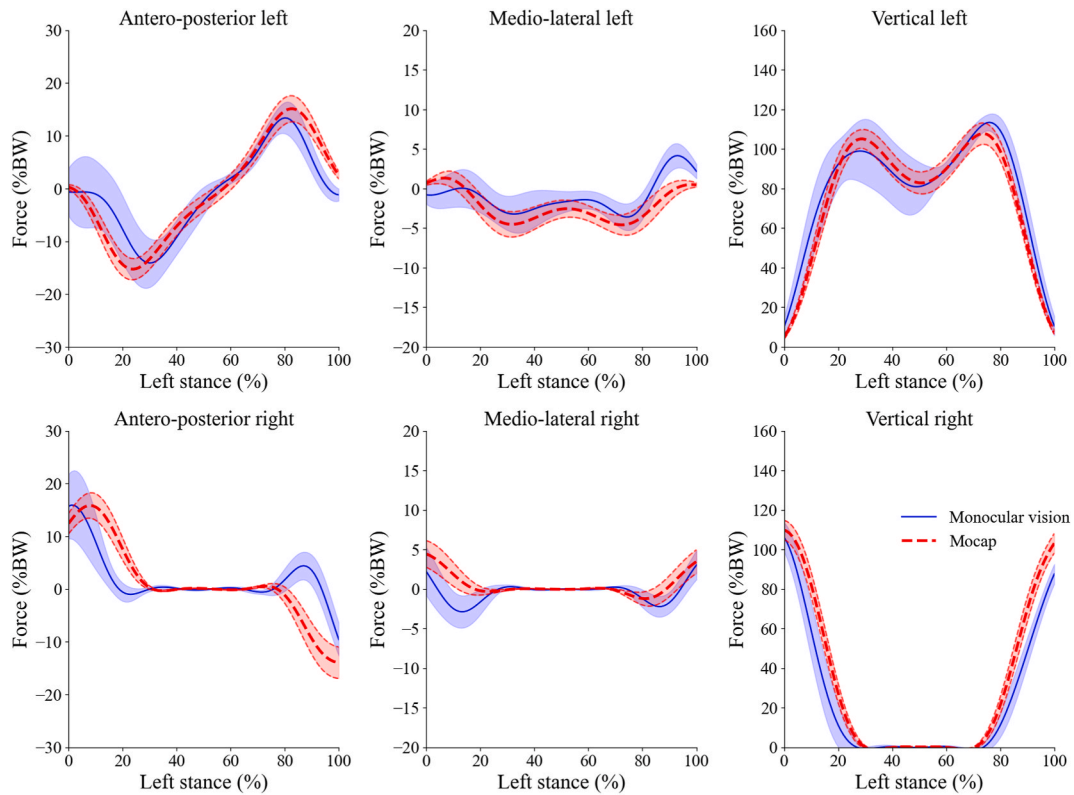 Antero-posterior left
30
20
10
0
−10
−20
−30
Force (%BW)
0 20 40 60 80 100
Left stance (%)
Medio-lateral left
20
15
10
5
0
−5
−10
−15
−20
Force (%BW)
0 20 40 60 80 100
Left stance (%)
Vertical left
160
140
120
100
80
60
40
20
0
Force (%BW)
0 20 40 60 80 100
Left stance (%)
Antero-posterior right
30
20
10
0
−10
−20
−30
Force (%BW)
0 20 40 60 80 100
Left stance (%)
Medio-lateral right
20
15
10
5
0
−5
−10
−15
−20
Force (%BW)
0 20 40 60 80 100
Left stance (%)
Vertical right
160
140
120
100
80
60
40
20
0
Force (%BW)
Monocular vision
Mocap
0 20 40 60 80 100
Left stance (%)